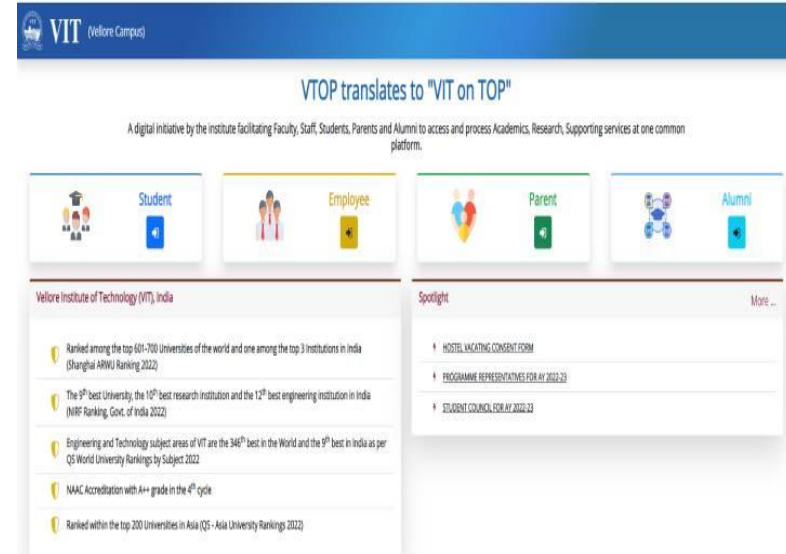 VIT (Vellore Campus)
VTOP translates to "VIT on TOP"
A digital initiative by the institute facilitating Faculty, Staff, Students, Parents and Alumni to access and process Academics, Research, Supporting services at one common
platform.
Student
Employee
Parent
Alumni
Vellore Institute of Technology (VIT), India
Ranked among the top 601-700 Universities of the world and one among the top 3 Institutions in India
(Shanghai ARWU Ranking 2022)
The 9th best University, the 10th best research institution and the 12th best engineering institution in India
(NIRF Ranking, Govt. of India 2022)
Engineering and Technology subject areas of VIT are the 346th best in the World and the 9th best in India as per
QS World University Rankings by Subject 2022
NAAC Accreditation with A++ grade in the 4th cycle
Ranked within the top 200 Universities in Asia (QS - Asia University Rankings 2022)
Spotlight
More ...
HOSTEL VACATING CONSENT FORM
PROGRAMME REPRESENTATIVES FOR AY 2022-23
STUDENT COUNCIL FOR AY 2022-23